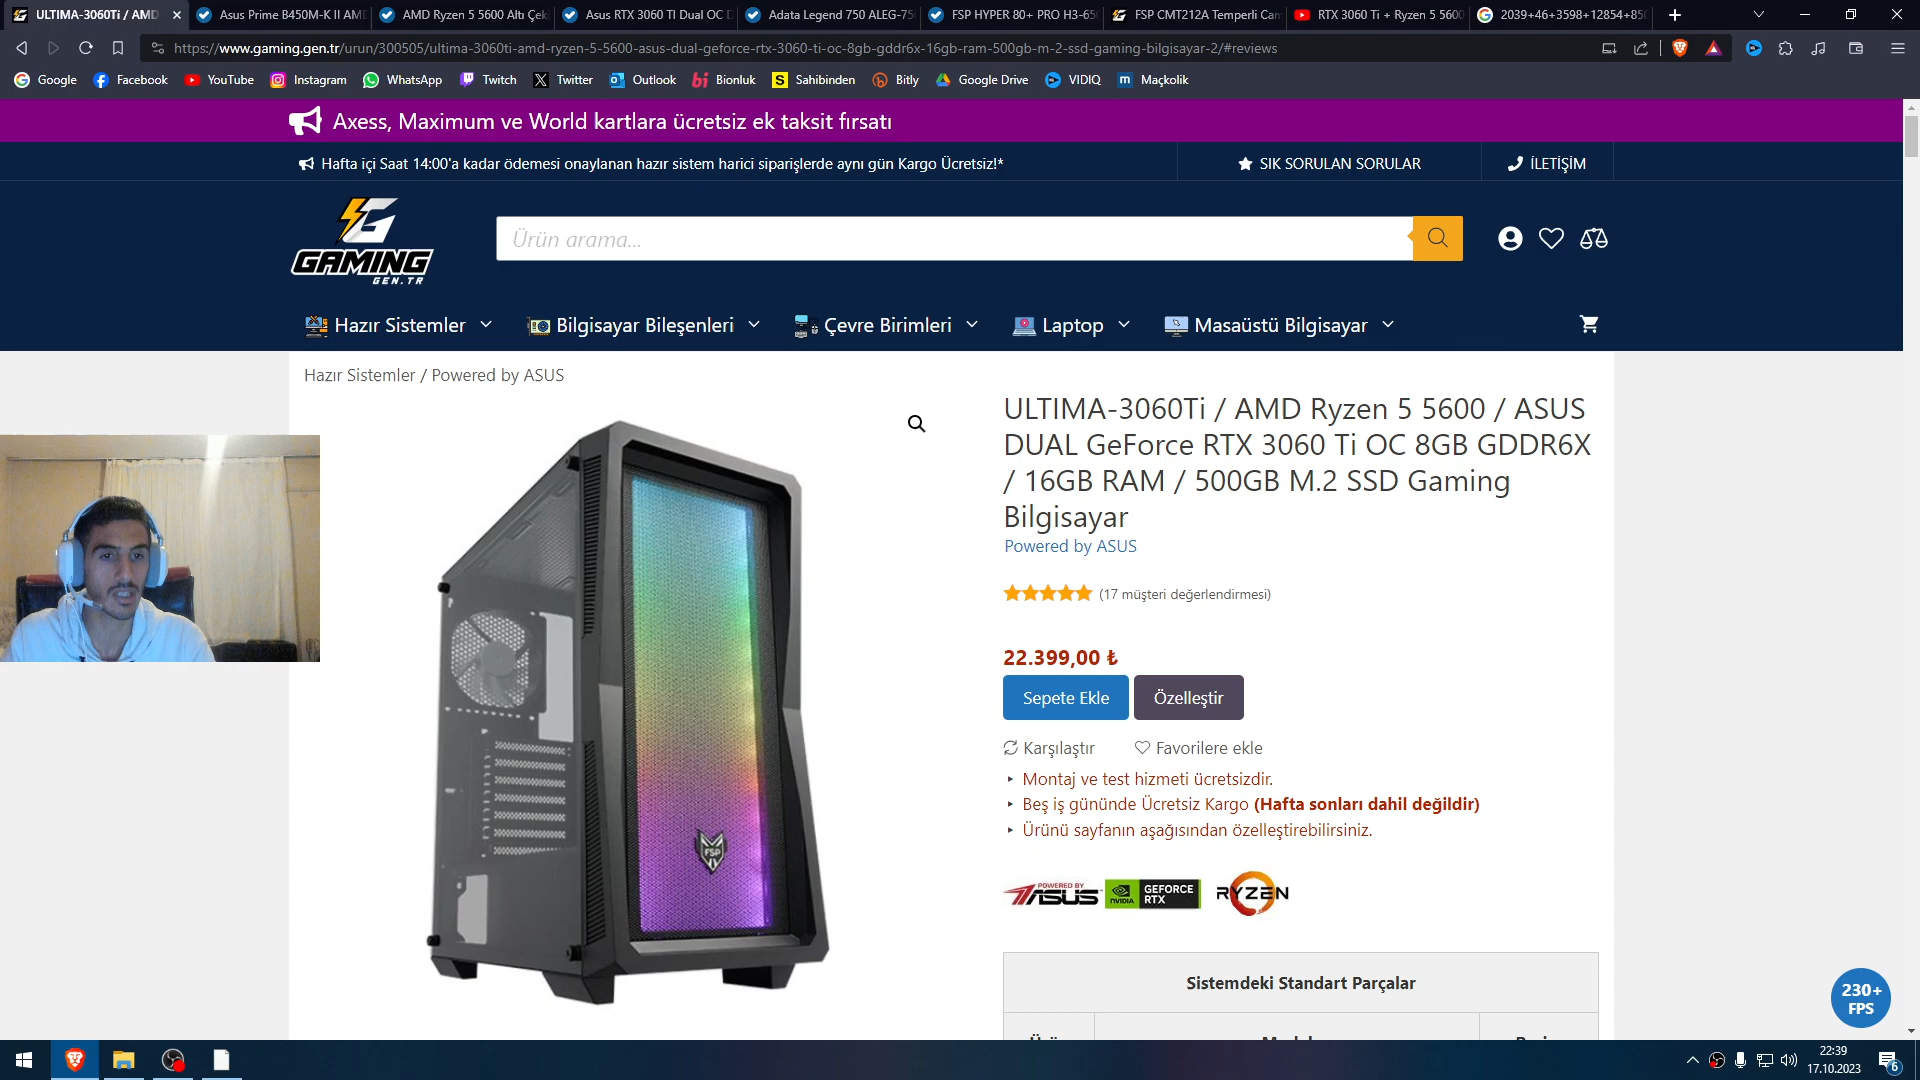 ULTIMA-3060Ti / AMD
Asus Prime B450M-K II AM
AMD Ryzen 5 5600 Altı Çek
Asus RTX 3060 TI Dual OC
Adata Legend 750 ALEG-75
FSP HYPER 80+ PRO H3-65
FSP CMT212A Temperli Cam
RTX 3060 Ti + Ryzen 5 5600
2039+46+3598+12854+850
https://www.gaming.gen.tr/urun/300505/ultima-3060ti-amd-ryzen-5-5600-asus-dual-geforce-rtx-3060-ti-oc-8gb-gddr6x-16gb-ram-500gb-m-2-ssd-gaming-bilgisayar-2/#reviews
Google
Facebook
YouTube
Instagram
WhatsApp
Twitch
Twitter
Outlook
Bionluk
Sahibinden
Bitly
Google Drive
VIDIQ
Maçkolik
Axess, Maximum ve World kartlara ücretsiz ek taksit fırsatı
Hafta içi Saat 14:00'a kadar ödemesi onaylanan hazır sistem harici siparişlerde aynı gün Kargo Ücretsiz!*
SIK SORULAN SORULAR
İLETİŞİM
GAMING
GEN.TR
Ürün arama...
Hazır Sistemler
Bilgisayar Bileşenleri
Çevre Birimleri
Laptop
Masaüstü Bilgisayar
Hazır Sistemler / Powered by ASUS
ULTIMA-3060Ti / AMD Ryzen 5 5600 / ASUS
DUAL GeForce RTX 3060 Ti OC 8GB GDDR6X
/ 16GB RAM / 500GB M.2 SSD Gaming
Bilgisayar
Powered by ASUS
(17 müşteri değerlendirmesi)
22.399,00 ₺
Sepete Ekle
Özelleştir
Karşılaştır
Favorilere ekle
Montaj ve test hizmeti ücretsizdir.
Beş iş gününde Ücretsiz Kargo (Hafta sonları dahil değildir)
Ürünü sayfanın aşağısından özelleştirebilirsiniz.
FSP
POWERED BY
ASUS
NVIDIA
GEFORCE
RTX
RYZEN
Sistemdeki Standart Parçalar
230+
FPS
22:39
17.10.2023
6